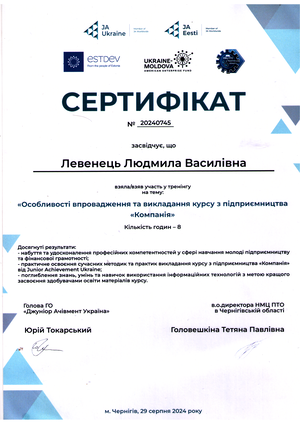 JA Ukraine
JA Eesti
ESTDEV
UKRAINE-MOLDOVA
AMERICAN ENTERPRISE FUND
СЕРТИФІКАТ
№ 20240745
засвідчує, що
Левенець Людмила Василівна
взяла/взяв участь у тренінгу
на тему:
«Особливості впровадження та викладання курсу з підприємництва
«Компанія»
Кількість годин – 8
Досягнуті результати:
- набуття та удосконалення професійних компетентностей у сфері навчання молоді підприємництва
та фінансової грамотності;
- практичне освоєння сучасних методик та практик викладання курсу з підприємництва «Компанія»
від Junior Achievement Ukraine;
- поглиблення знань, умінь та навичок використання інформаційних технологій з метою кращого
засвоєння здобувачами освіти матеріалів курсу.
Голова ГО
«Джуніор Ачівмент Україна»
Юрій Токарський
в.о.директора НМЦ ПТО
в Чернігівській області
Головешкіна Тетяна Павлівна
м. Чернігів, 29 серпня 2024 року